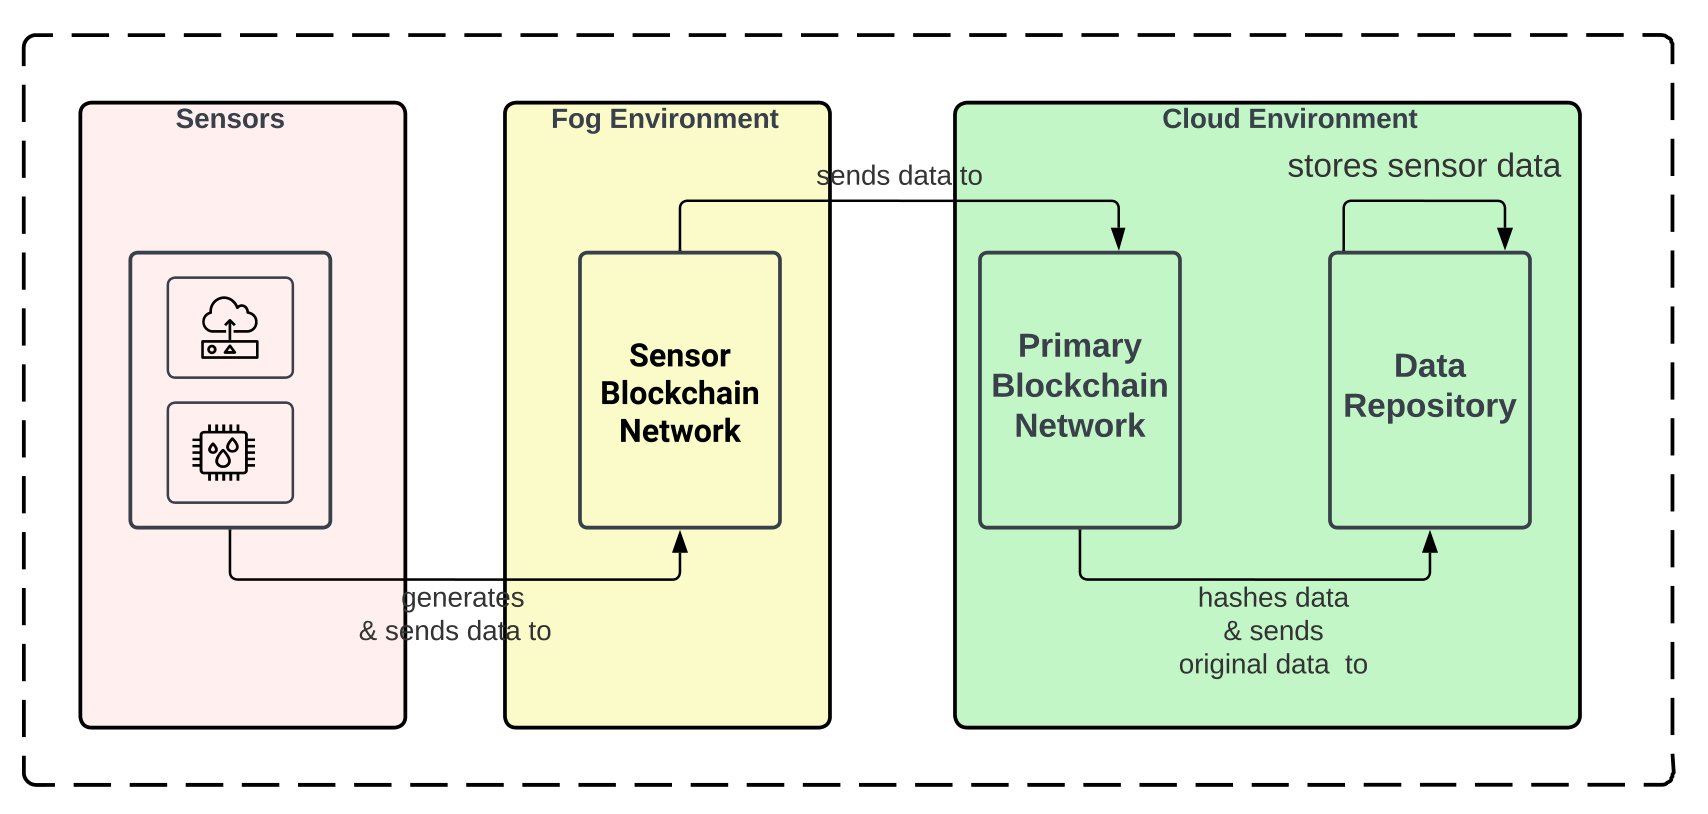 Sensors
Fog Environment
Cloud Environment
sends data to
stores sensor data
Sensor
Blockchain
Network
Primary
Blockchain
Network
Data
Repository
generates
& sends data to
hashes data
& sends
original data  to